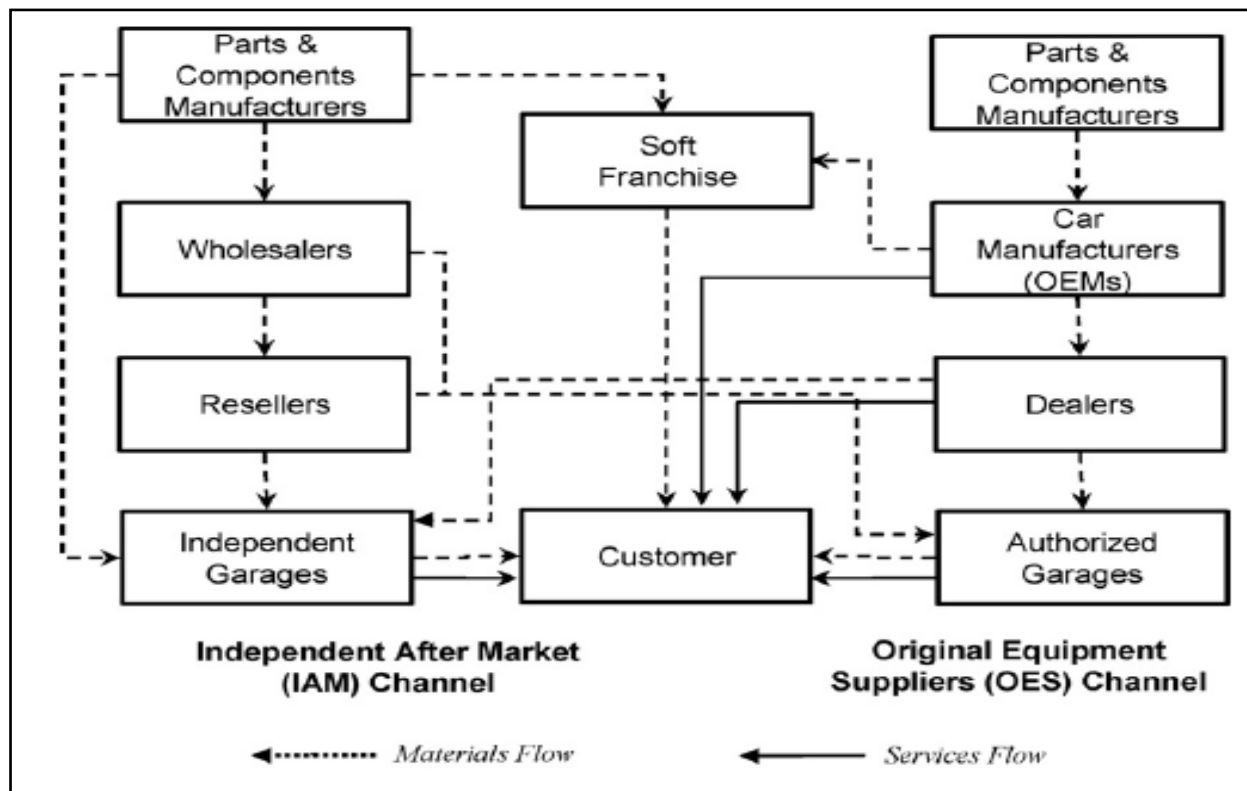 Parts &
Components
Manufacturers
Parts &
Components
Manufacturers
Soft
Franchise
Wholesalers
Car
Manufacturers
(OEMs)
Resellers
Dealers
Independent
Garages
Customer
Authorized
Garages
Independent After Market
(IAM) Channel
Original Equipment
Suppliers (OES) Channel
Materials Flow
Services Flow